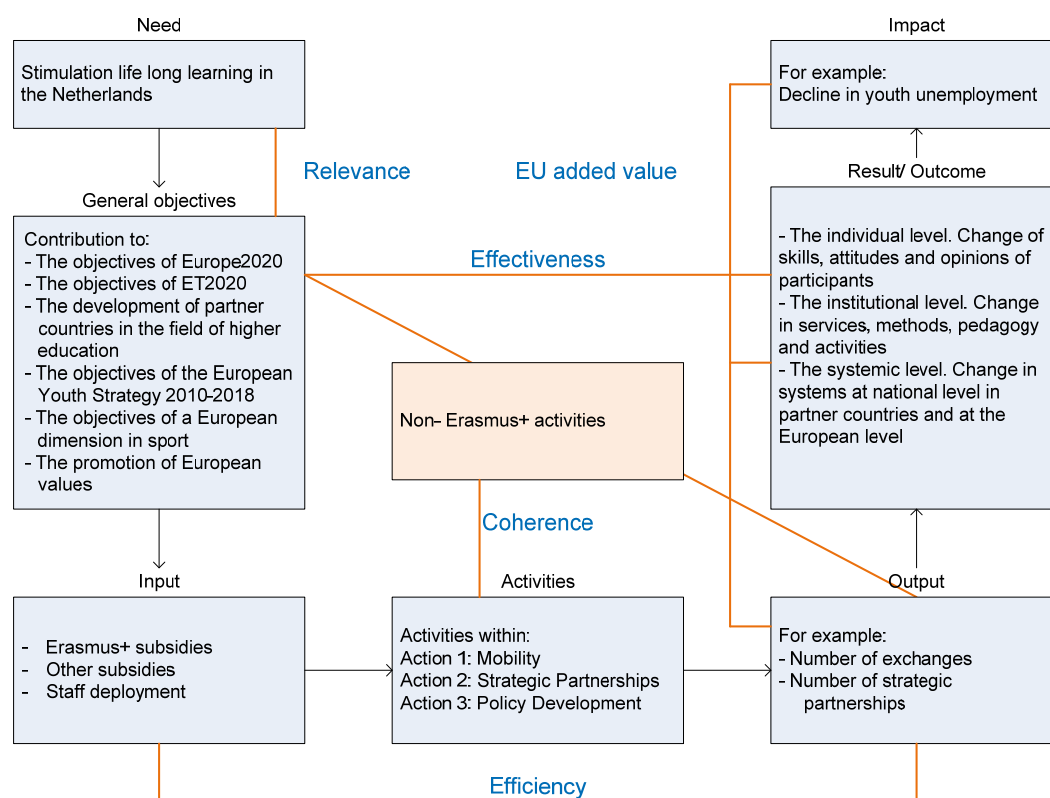 Need
Stimulation life long learning in
the Netherlands
Impact
For example:
Decline in youth unemployment
Relevance
EU added value
General objectives
Contribution to:
- The objectives of Europe2020
- The objectives of ET2020
- The development of partner
countries in the field of higher
education
- The objectives of the European
Youth Strategy 2010-2018
- The objectives of a European
dimension in sport
- The promotion of European
values
Effectiveness
Result/ Outcome
- The individual level. Change of
skills, attitudes and opinions of
participants
- The institutional level. Change
in services, methods, pedagogy
and activities
- The systemic level. Change in
systems at national level in
partner countries and at the
European level
Non- Erasmus+ activities
Coherence
Input
- Erasmus+ subsidies
- Other subsidies
- Staff deployment
Activities
Activities within:
Action 1: Mobility
Action 2: Strategic Partnerships
Action 3: Policy Development
Output
For example:
- Number of exchanges
- Number of strategic
partnerships
Efficiency